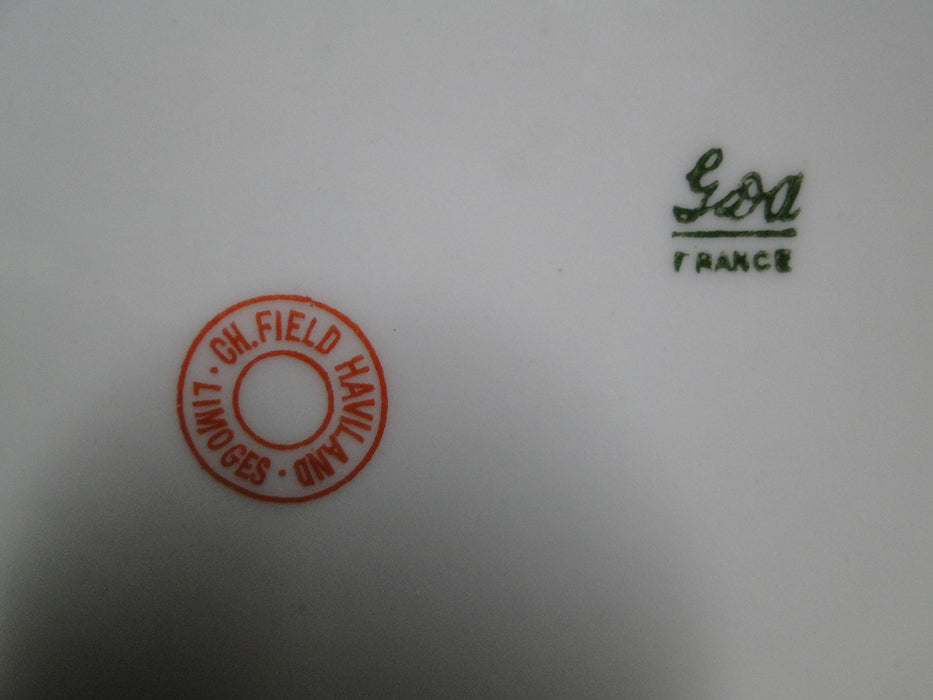 GDA
FRANCE
CH. FIELD HAVILAND · LIMOGES ·